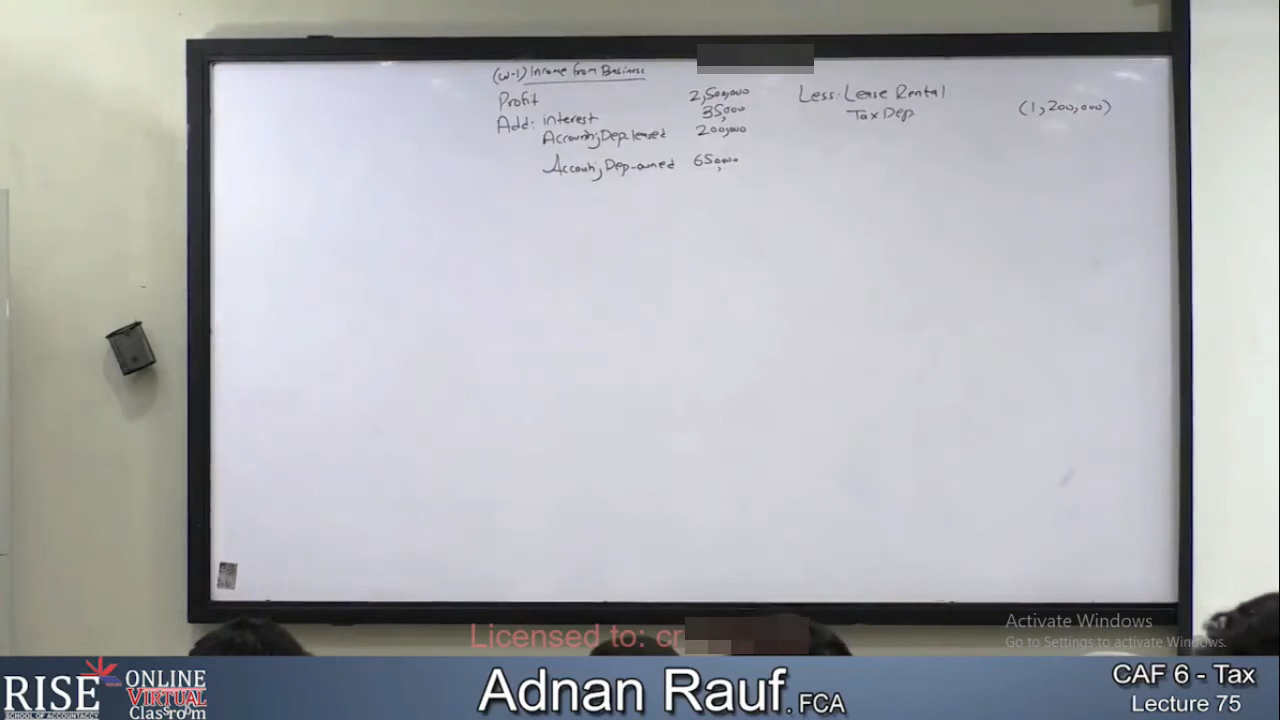 (W-1) Income from Business
Profit 2,500,000
Add: interest 35,000
Accounting Dep leased 200,000
Accounting Dep-owned 65,000
Less: Lease Rental
Tax Dep (1,200,000)
Licensed to: cr
Activate Windows
Go to Settings to activate Windows.
RISE
SCHOOL OF ACCOUNTANCY
ONLINE
VIRTUAL
Classroom
Adnan Rauf. FCA
CAF 6 - Tax
Lecture 75